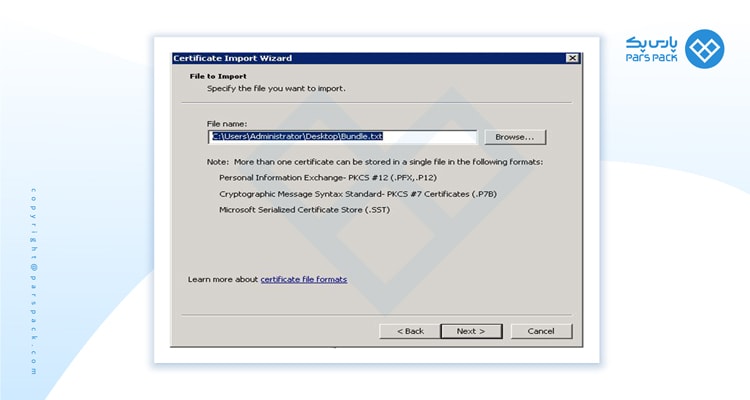 پارس پک
PARS PACK
Certificate Import Wizard
File to Import
Specify the file you want to import.
File name:
C:\Users\Administrator\Desktop\Bundle.txt
Browse...
Note: More than one certificate can be stored in a single file in the following formats:
Personal Information Exchange- PKCS #12 (.PFX,.P12)
Cryptographic Message Syntax Standard- PKCS #7 Certificates (.P7B)
Microsoft Serialized Certificate Store (.SST)
Learn more about certificate file formats
< Back
Next >
Cancel
copyright@parspack.com